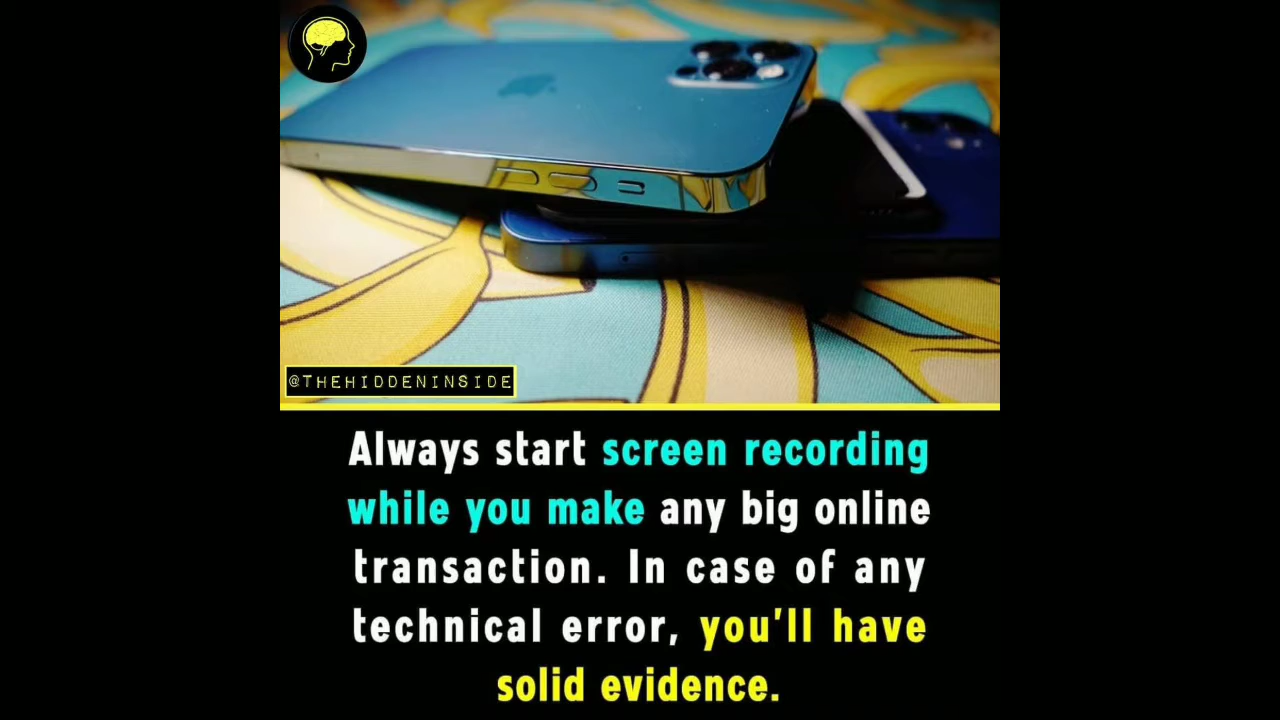 @THEHIDDENINSIDE
Always start screen recording
while you make any big online
transaction. In case of any
technical error, you'll have
solid evidence.